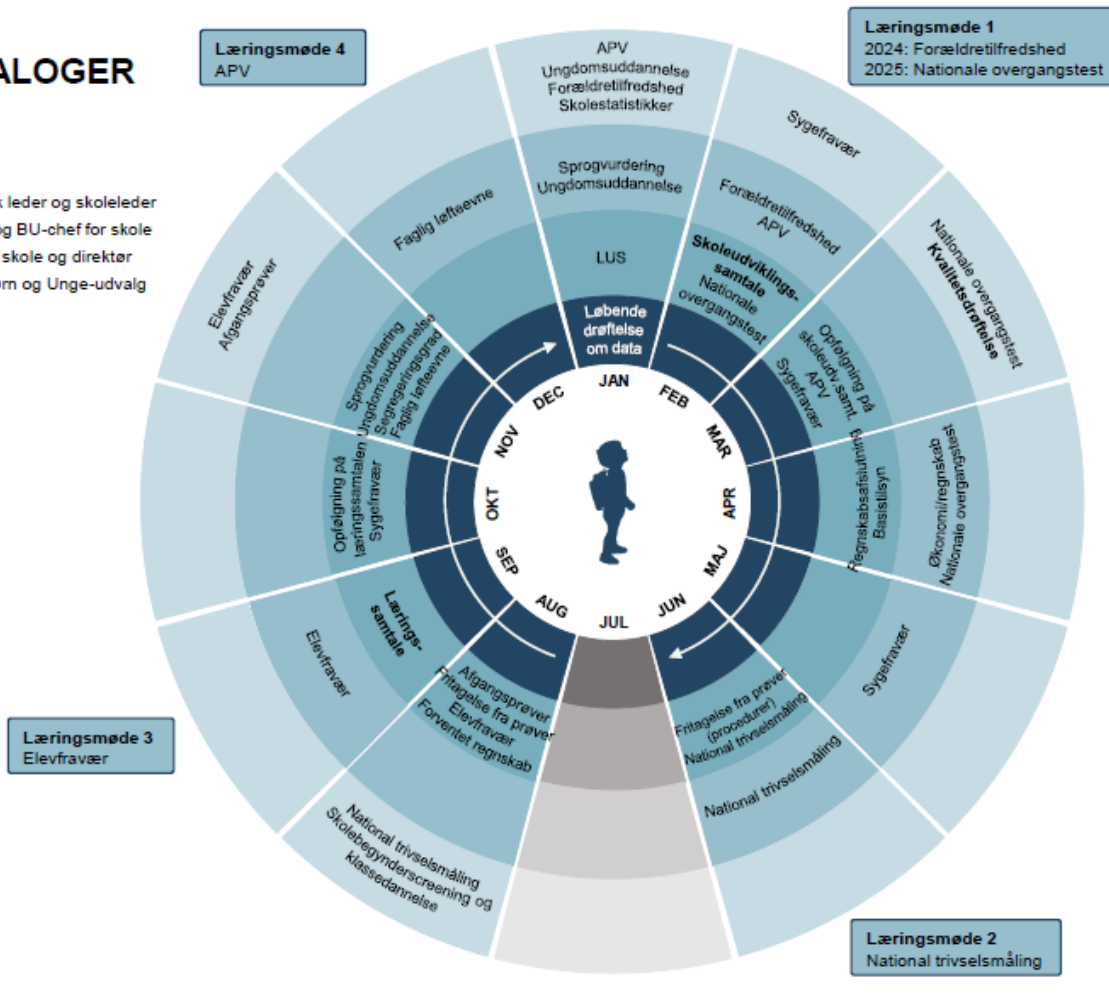 ALOGER
k leder og skoleleder
og BU-chef for skole
skole og direktør
rn og Unge-udvalg
Læringsmøde 4
APV
Læringsmøde 1
2024: Forældretilfredshed
2025: Nationale overgangstest
APV
Ungdomsuddannelse
Forældretilfredshed
Skolestatistikker
Sprogvurdering
Ungdomsuddannelse
LUS
Løbende
drøftelse
om data
JAN
Sygefravær
Forældretilfredshed
APV
Skoleudviklings-
samtale
Nationale
overgangstest
FEB
Nationale overgangstest
Kvalitetsdrøftelse
Opfølgning på
skoleudv.samt.
APV
Sygefravær
MAR
Økonomi/regnskab
Nationale overgangstest
Regnskabsafslutning
Basistilsyn
APR
Sygefravær
MAJ
National trivselsmåling
Fritagelse fra prøver
(procedurer)
National trivselsmåling
JUN
JUL
Afgangsprøver
Fritagelse fra prøver
Elevfravær
Forventet regnskab
National trivselsmåling
Skolebegynderscreening og
klassedannelse
AUG
Elevfravær
Lærings-
samtale
SEP
Opfølgning på
læringssamtalen
Sygefravær
OKT
Elevfravær
Afgangsprøver
Sprogvurdering
Ungdomsuddannelse
Segregeringsgrad
Faglig løfteevne
NOV
Faglig løfteevne
DEC
Læringsmøde 3
Elevfravær
Læringsmøde 2
National trivselsmåling